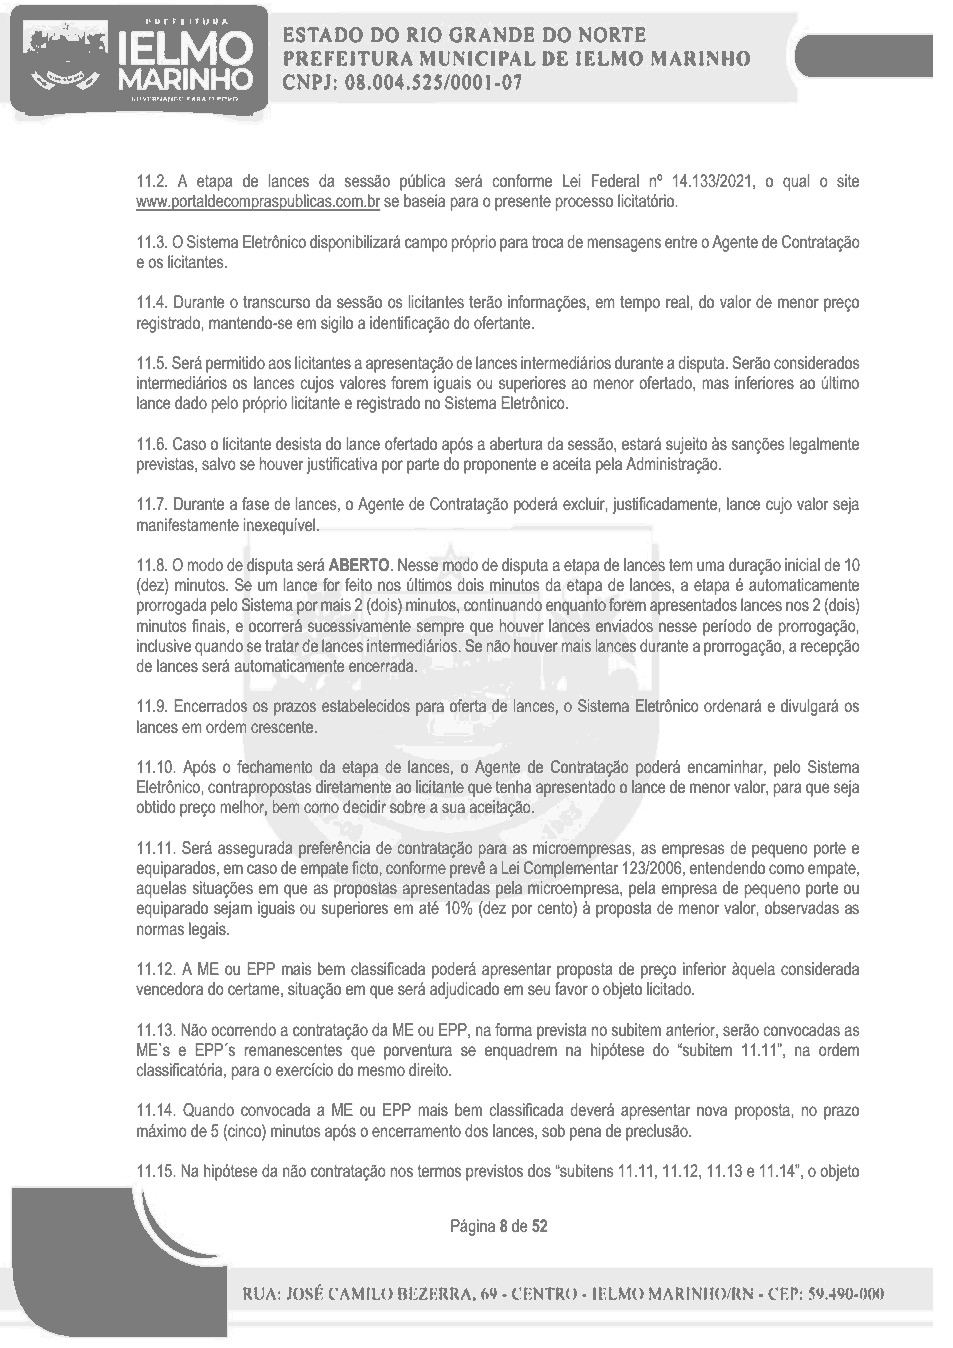 PREFEITURA
IELMO
MARINHO
GOVERNANDO PARA O POVO
ESTADO DO RIO GRANDE DO NORTE
PREFEITURA MUNICIPAL DE IELMO MARINHO
CNPJ: 08.004.525/0001-07
11.2. A etapa de lances da sessão pública será conforme Lei Federal nº 14.133/2021, o qual o site
www.portaldecompraspublicas.com.br se baseia para o presente processo licitatório.
11.3. O Sistema Eletrônico disponibilizará campo próprio para troca de mensagens entre o Agente de Contratação
e os licitantes.
11.4. Durante o transcurso da sessão os licitantes terão informações, em tempo real, do valor de menor preço
registrado, mantendo-se em sigilo a identificação do ofertante.
11.5. Será permitido aos licitantes a apresentação de lances intermediários durante a disputa. Serão considerados
intermediários os lances cujos valores forem iguais ou superiores ao menor ofertado, mas inferiores ao último
lance dado pelo próprio licitante e registrado no Sistema Eletrônico.
11.6. Caso o licitante desista do lance ofertado após a abertura da sessão, estará sujeito às sanções legalmente
previstas, salvo se houver justificativa por parte do proponente e aceita pela Administração.
11.7. Durante a fase de lances, o Agente de Contratação poderá excluir, justificadamente, lance cujo valor seja
manifestamente inexequível.
11.8. O modo de disputa será ABERTO. Nesse modo de disputa a etapa de lances tem uma duração inicial de 10
(dez) minutos. Se um lance for feito nos últimos dois minutos da etapa de lances, a etapa é automaticamente
prorrogada pelo Sistema por mais 2 (dois) minutos, continuando enquanto forem apresentados lances nos 2 (dois)
minutos finais, e ocorrerá sucessivamente sempre que houver lances enviados nesse período de prorrogação,
inclusive quando se tratar de lances intermediários. Se não houver mais lances durante a prorrogação, a recepção
de lances será automaticamente encerrada.
11.9. Encerrados os prazos estabelecidos para oferta de lances, o Sistema Eletrônico ordenará e divulgará os
lances em ordem crescente.
11.10. Após o fechamento da etapa de lances, o Agente de Contratação poderá encaminhar, pelo Sistema
Eletrônico, contrapropostas diretamente ao licitante que tenha apresentado o lance de menor valor, para que seja
obtido preço melhor, bem como decidir sobre a sua aceitação.
11.11. Será assegurada preferência de contratação para as microempresas, as empresas de pequeno porte e
equiparados, em caso de empate ficto, conforme prevê a Lei Complementar 123/2006, entendendo como empate,
aquelas situações em que as propostas apresentadas pela microempresa, pela empresa de pequeno porte ou
equiparado sejam iguais ou superiores em até 10% (dez por cento) à proposta de menor valor, observadas as
normas legais.
11.12. A ME ou EPP mais bem classificada poderá apresentar proposta de preço inferior àquela considerada
vencedora do certame, situação em que será adjudicado em seu favor o objeto licitado.
11.13. Não ocorrendo a contratação da ME ou EPP, na forma prevista no subitem anterior, serão convocadas as
ME`s e EPP´s remanescentes que porventura se enquadrem na hipótese do “subitem 11.11”, na ordem
classificatória, para o exercício do mesmo direito.
11.14. Quando convocada a ME ou EPP mais bem classificada deverá apresentar nova proposta, no prazo
máximo de 5 (cinco) minutos após o encerramento dos lances, sob pena de preclusão.
11.15. Na hipótese da não contratação nos termos previstos dos “subitens 11.11, 11.12, 11.13 e 11.14”, o objeto
Página 8 de 52
RUA: JOSÉ CAMILO BEZERRA, 69 - CENTRO - IELMO MARINHO/RN - CEP: 59.490-000